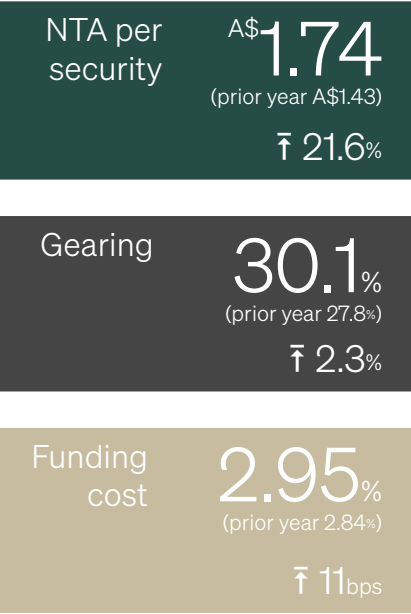 NTA per
security
A$1.74
(prior year A$1.43)
21.6%
Gearing
30.1%
(prior year 27.8%)
2.3%
Funding
cost
2.95%
(prior year 2.84%)
11bps